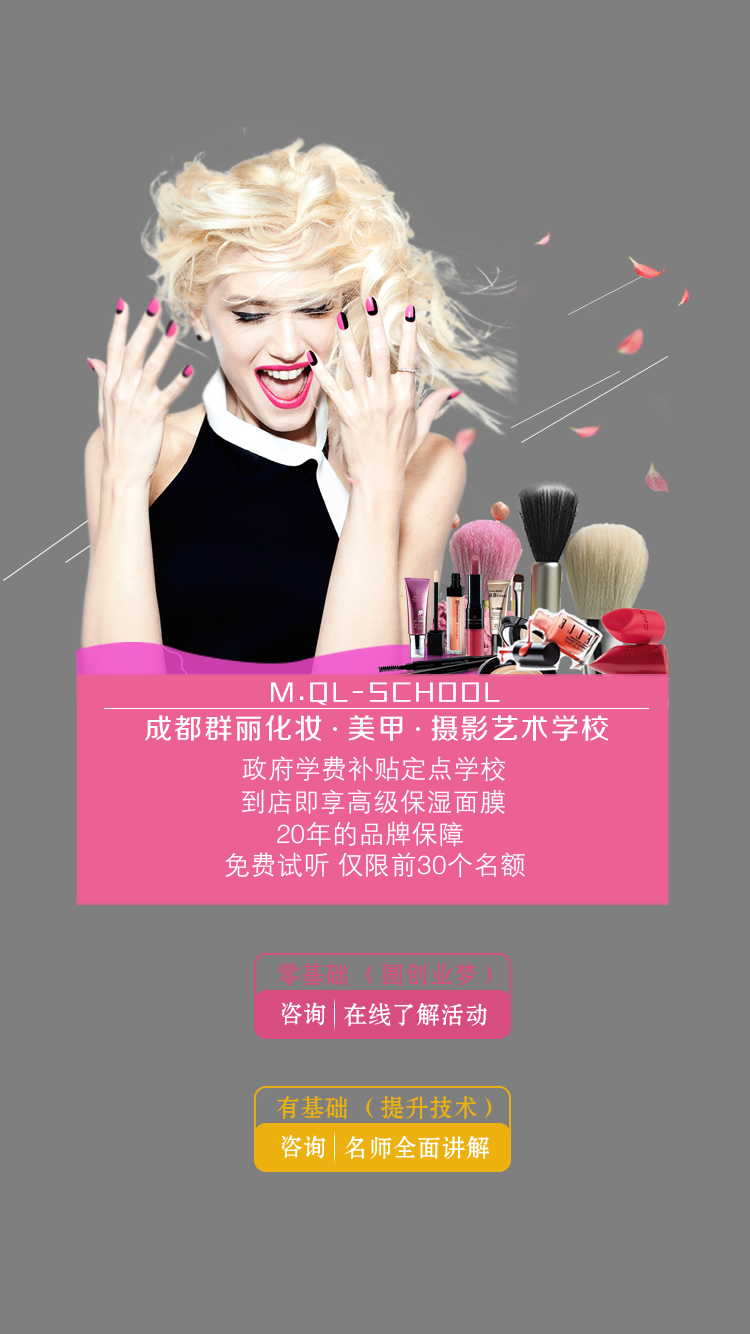 M.QL-SCHOOL
成都群丽化妆·美甲·摄影艺术学校
政府学费补贴定点学校
到店即享高级保湿面膜
20年的品牌保障
免费试听 仅限前30个名额
零基础（圆创业梦）
咨询|在线了解活动
有基础（提升技术）
咨询|名师全面讲解
ELLE